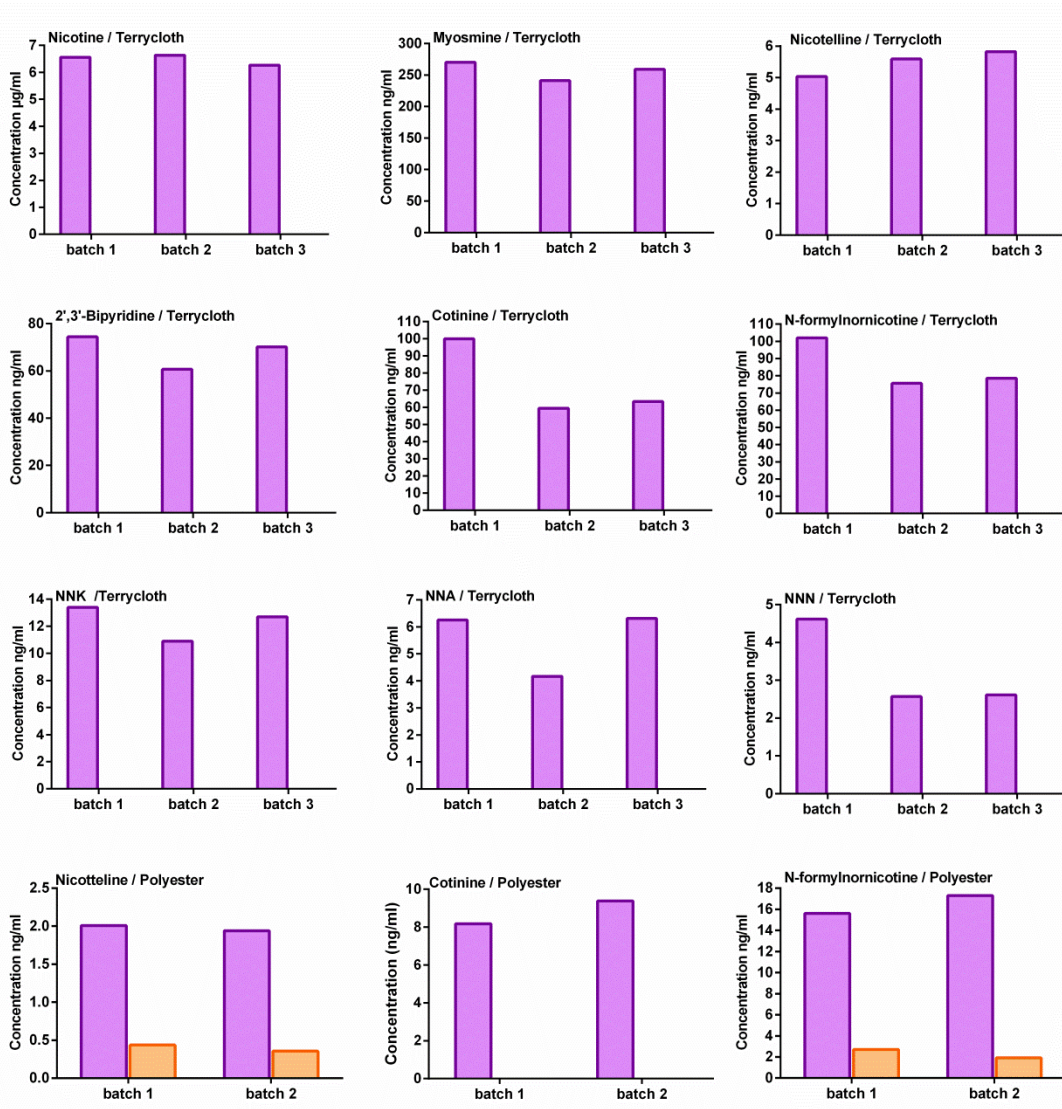 Nicotine / Terrycloth
Concentration µg/ml
7
6
5
4
3
2
1
0
batch 1 batch 2 batch 3
Myosmine / Terrycloth
Concentration ng/ml
300
250
200
150
100
50
0
batch 1 batch 2 batch 3
Nicotelline / Terrycloth
Concentration ng/ml
6
5
4
3
2
1
0
batch 1 batch 2 batch 3
2',3'-Bipyridine / Terrycloth
Concentration ng/ml
80
60
40
20
0
batch 1 batch 2 batch 3
Cotinine / Terrycloth
Concentration ng/ml
110
100
90
80
70
60
50
40
30
20
10
0
batch 1 batch 2 batch 3
N-formylnornicotine / Terrycloth
Concentration ng/ml
110
100
90
80
70
60
50
40
30
20
10
0
batch 1 batch 2 batch 3
NNK /Terrycloth
Concentration ng/ml
14
12
10
8
6
4
2
0
batch 1 batch 2 batch 3
NNA / Terrycloth
Concentration ng/ml
7
6
5
4
3
2
1
0
batch 1 batch 2 batch 3
NNN / Terrycloth
Concentration ng/ml
5
4
3
2
1
0
batch 1 batch 2 batch 3
Nicotteline / Polyester
Concentration ng/ml
2.5
2.0
1.5
1.0
0.5
0.0
batch 1 batch 2
Cotinine / Polyester
Concentration (ng/ml)
10
8
6
4
2
0
batch 1 batch 2
N-formylnornicotine / Polyester
Concentration ng/ml
18
16
14
12
10
8
6
4
2
0
batch 1 batch 2